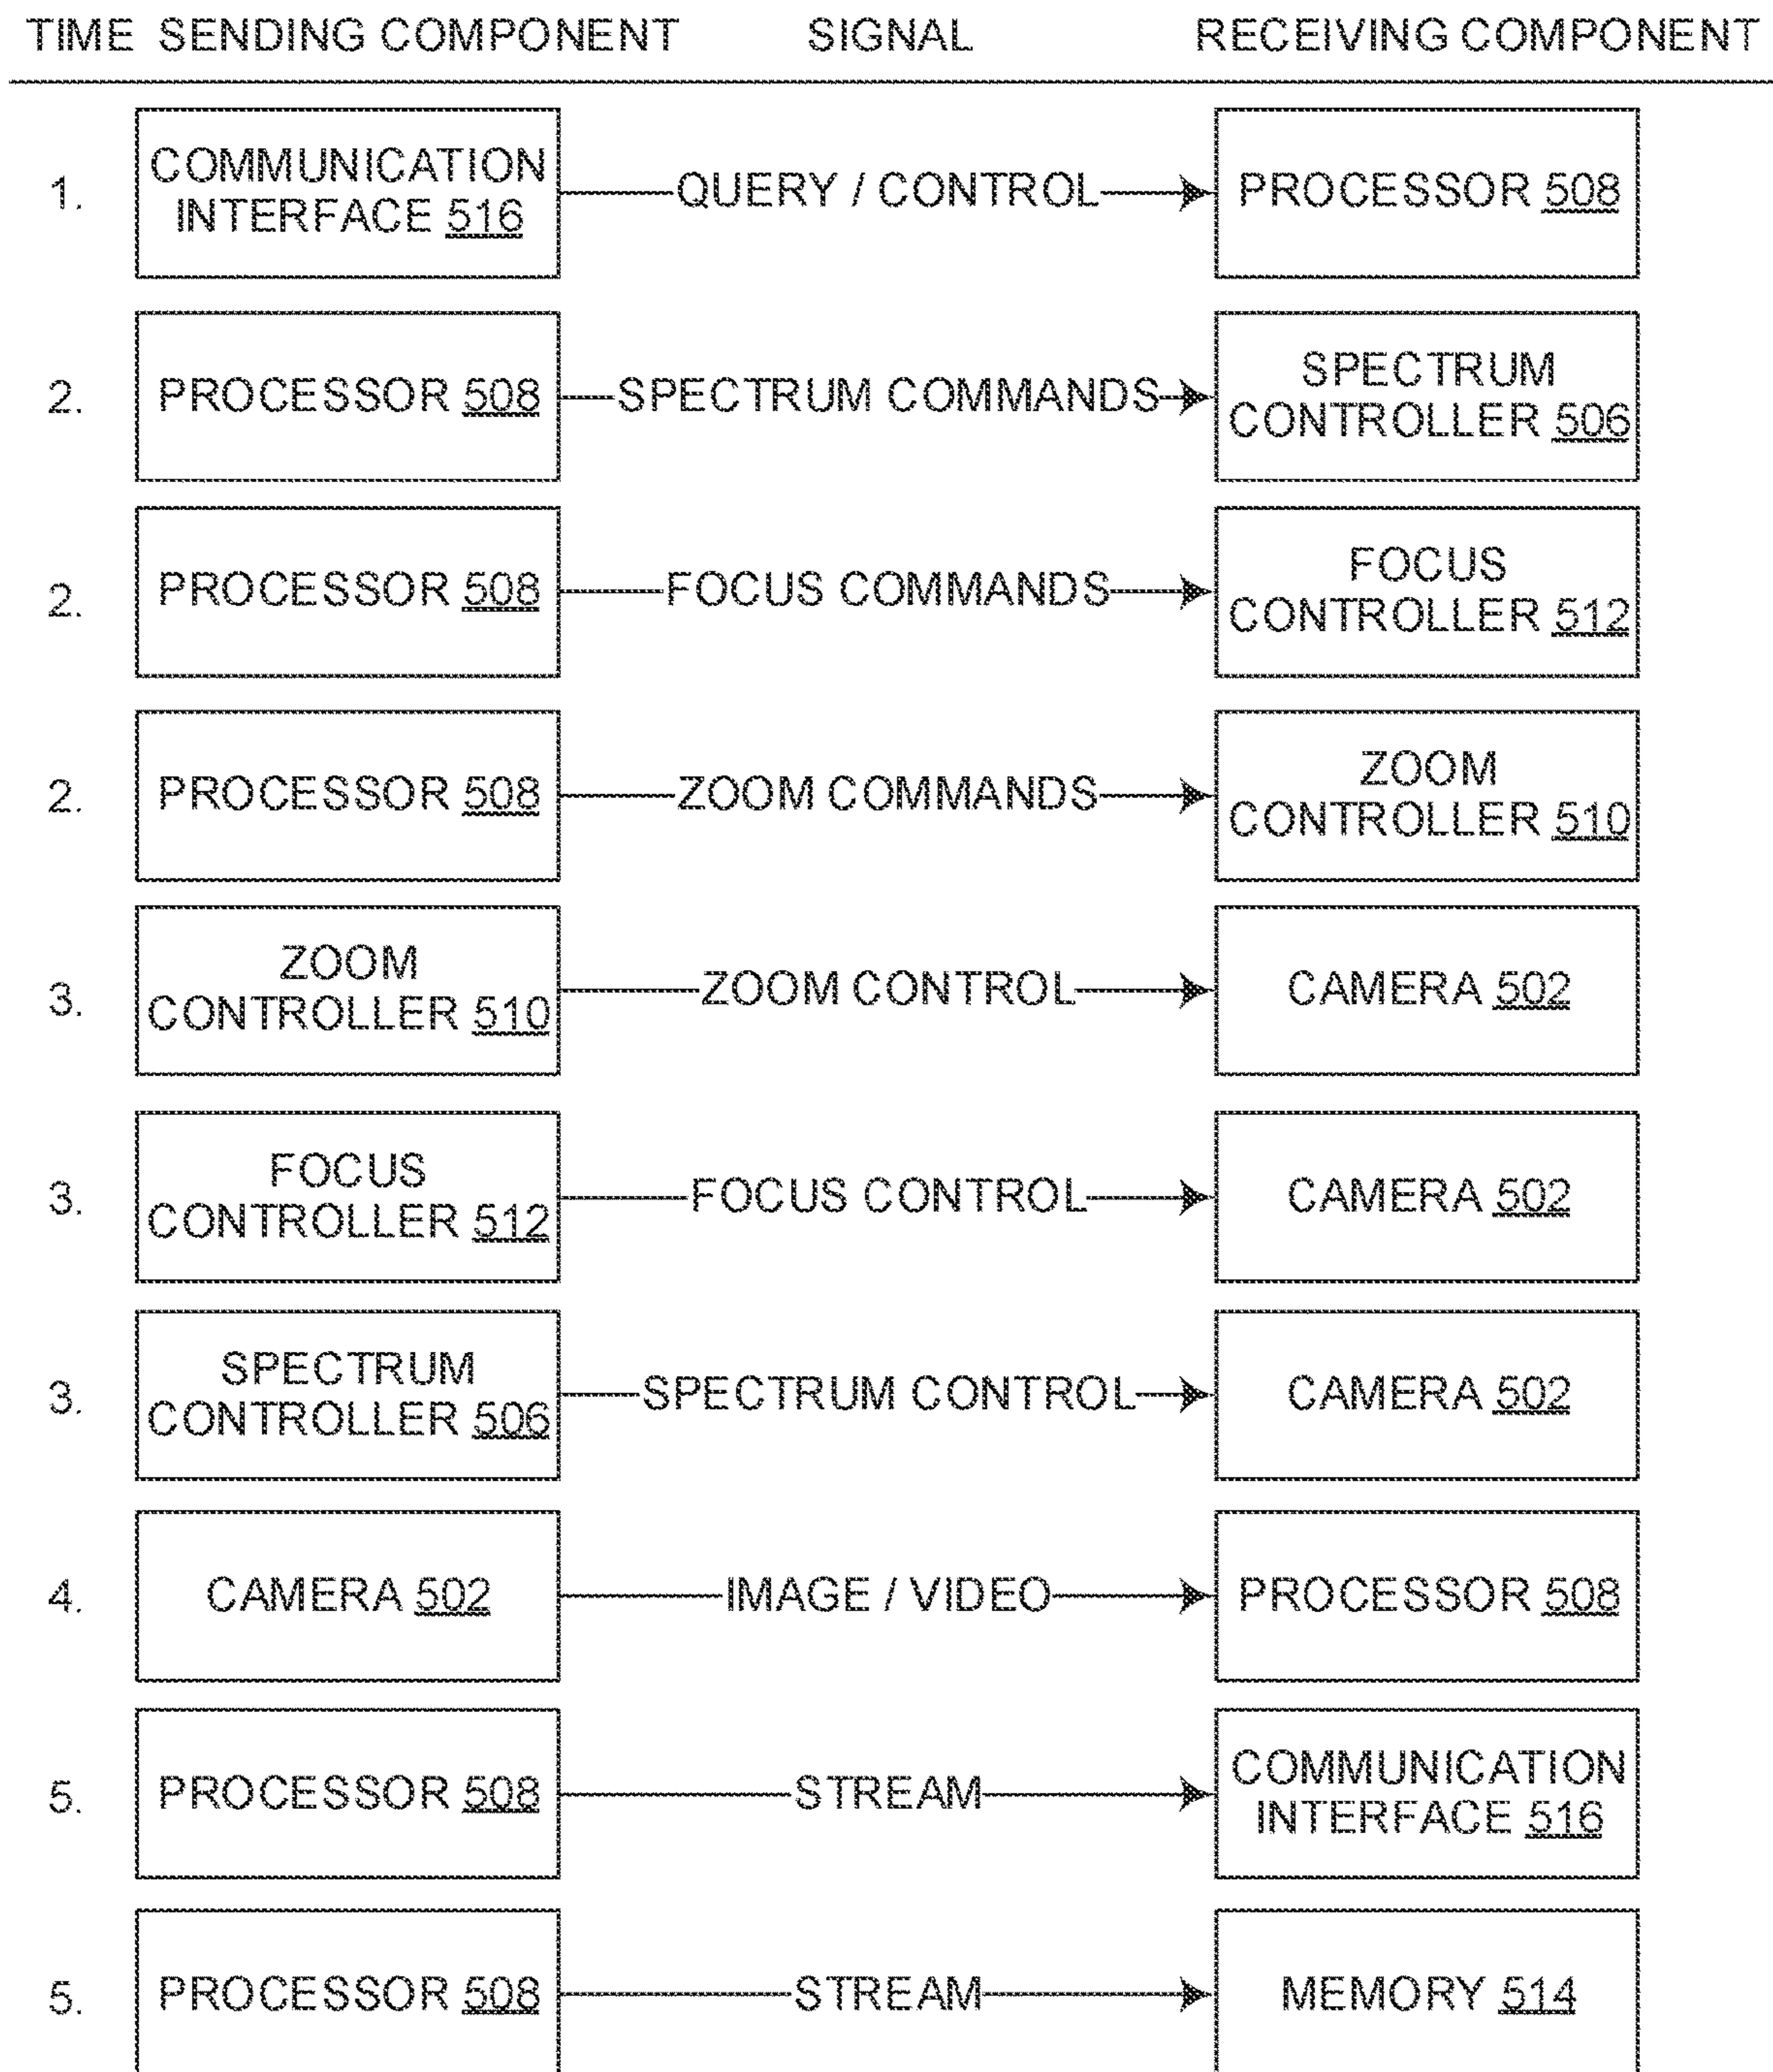 TIME SENDING COMPONENT SIGNAL RECEIVING COMPONENT
1. COMMUNICATION INTERFACE 516 QUERY / CONTROL PROCESSOR 508
2. PROCESSOR 508 SPECTRUM COMMANDS SPECTRUM CONTROLLER 506
2. PROCESSOR 508 FOCUS COMMANDS FOCUS CONTROLLER 512
2. PROCESSOR 508 ZOOM COMMANDS ZOOM CONTROLLER 510
3. ZOOM CONTROLLER 510 ZOOM CONTROL CAMERA 502
3. FOCUS CONTROLLER 512 FOCUS CONTROL CAMERA 502
3. SPECTRUM CONTROLLER 506 SPECTRUM CONTROL CAMERA 502
4. CAMERA 502 IMAGE / VIDEO PROCESSOR 508
5. PROCESSOR 508 STREAM COMMUNICATION INTERFACE 516
5. PROCESSOR 508 STREAM MEMORY 514